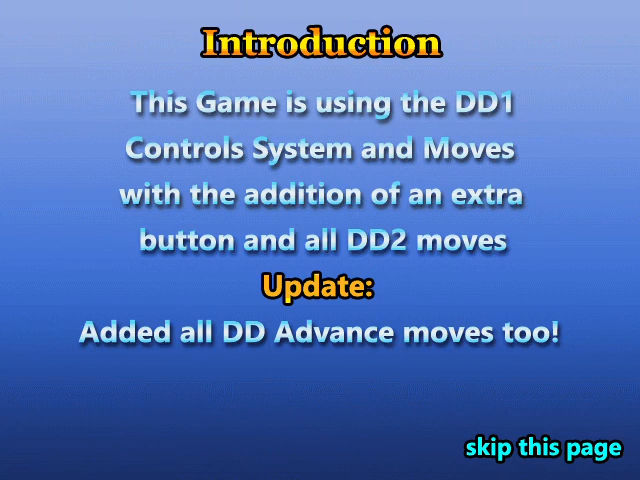 Introduction
This Game is using the DD1
Controls System and Moves
with the addition of an extra
button and all DD2 moves
Update:
Added all DD Advance moves too!
skip this page